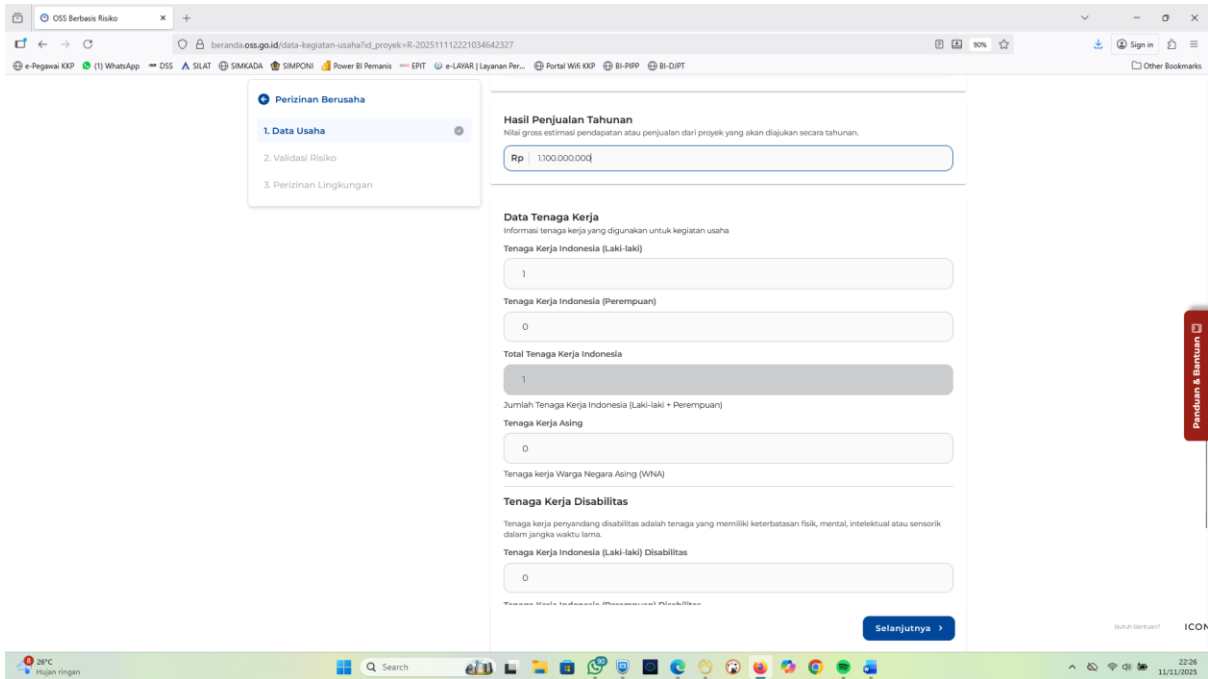 OSS Berbasis Risiko
beranda.oss.go.id/data-kegiatan-usaha?id_proyek=R-202511112221034642327
90%
Sign in
e-Pegawai KKP (1) WhatsApp DSS SILAT SIMKADA SIMPONI Power BI Pemanis EPIT e-LAYAR | Layanan Per... Portal Wifi KKP BI-PIPP BI-DJPT Other Bookmarks
Perizinan Berusaha
1. Data Usaha
2. Validasi Risiko
3. Perizinan Lingkungan
Hasil Penjualan Tahunan
Nilai gross estimasi pendapatan atau penjualan dari proyek yang akan diajukan secara tahunan.
Rp 1.100.000.000
Data Tenaga Kerja
Informasi tenaga kerja yang digunakan untuk kegiatan usaha
Tenaga Kerja Indonesia (Laki-laki)
1
Tenaga Kerja Indonesia (Perempuan)
0
Total Tenaga Kerja Indonesia
1
Jumlah Tenaga Kerja Indonesia (Laki-laki + Perempuan)
Tenaga Kerja Asing
0
Tenaga kerja Warga Negara Asing (WNA)
Tenaga Kerja Disabilitas
Tenaga kerja penyandang disabilitas adalah tenaga yang memiliki keterbatasan fisik, mental, intelektual atau sensorik
dalam jangka waktu lama.
Tenaga Kerja Indonesia (Laki-laki) Disabilitas
0
Tenaga Kerja Indonesia (Perempuan) Disabilitas
Selanjutnya
Panduan & Bantuan
Butuh Bantuan?
ICON
26°C
Hujan ringan
Search
22:26
11/11/2025